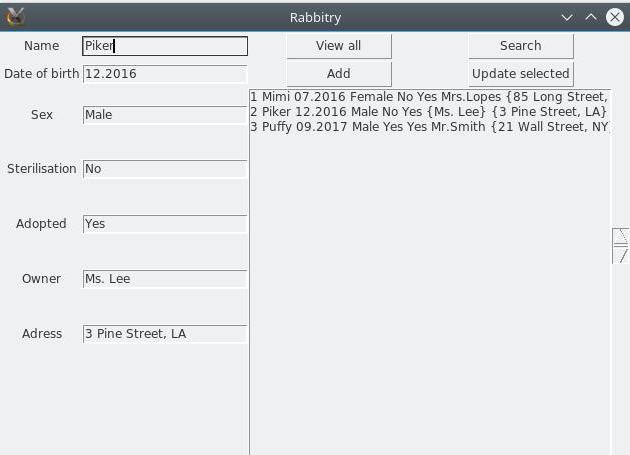 Rabbitry
Name Piker View all Search
Date of birth 12.2016 Add Update selected
1 Mimi 07.2016 Female No Yes Mrs.Lopes {85 Long Street,
2 Piker 12.2016 Male No Yes {Ms. Lee} {3 Pine Street, LA}
3 Puffy 09.2017 Male Yes Yes Mr.Smith {21 Wall Street, NY
Sex Male
Sterilisation No
Adopted Yes
Owner Ms. Lee
Adress 3 Pine Street, LA